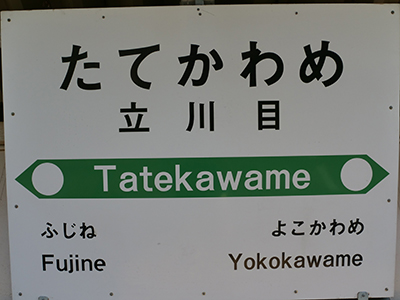 たてかわめ
立川目
Tatekawame
ふじね よこかわめ
Fujine Yokokawame